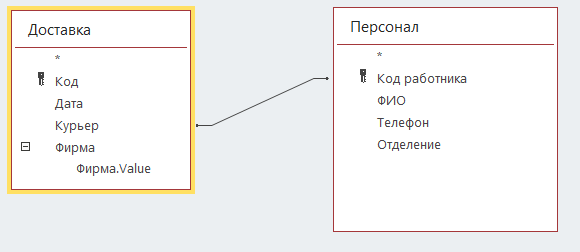 Доставка
*
Код
Дата
Курьер
Фирма
Фирма.Value
Персонал
*
Код работника
ФИО
Телефон
Отделение